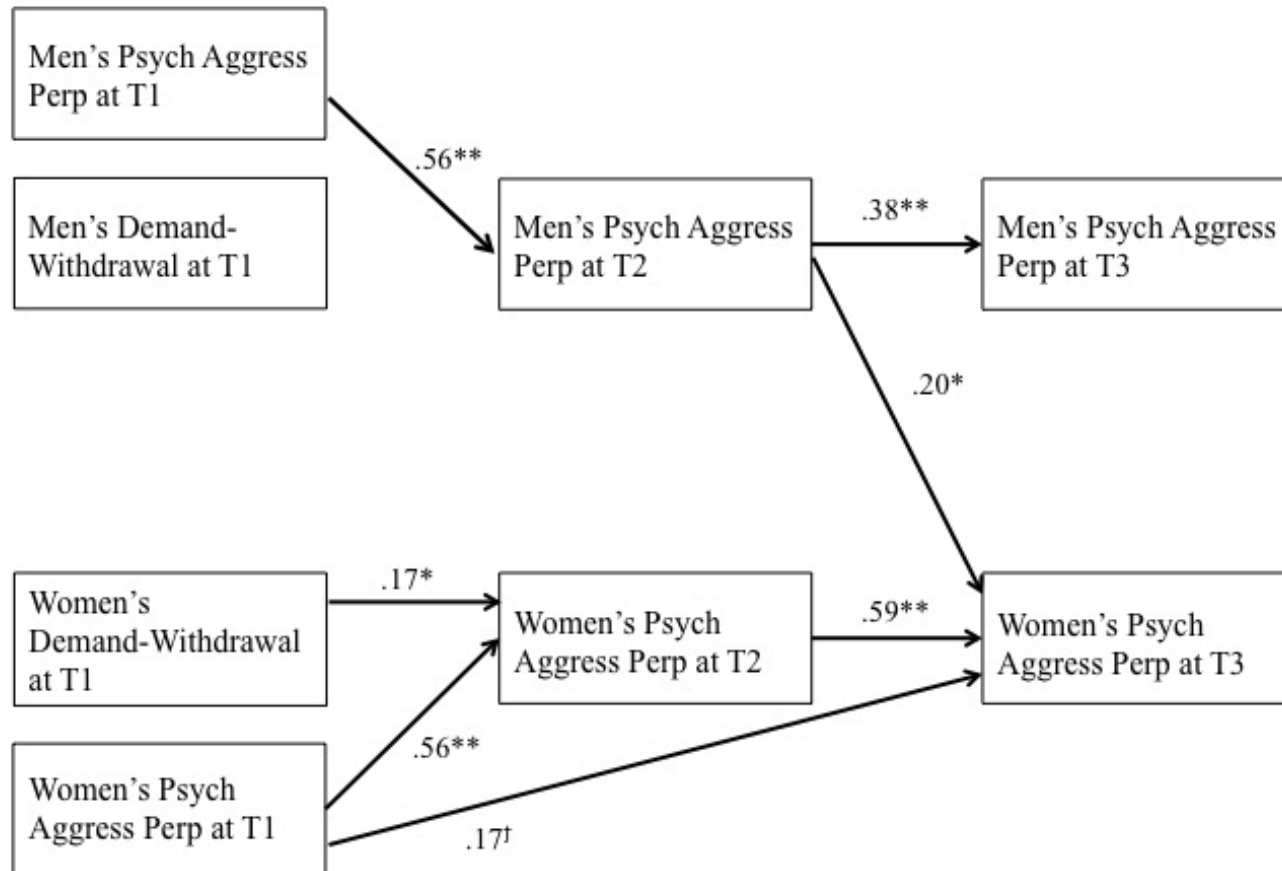 Men’s Psych Aggress
Perp at T1
.56**
Men’s Demand-
Withdrawal at T1
Men’s Psych Aggress
Perp at T2
.38**
Men’s Psych Aggress
Perp at T3
.20*
Women’s
Demand-Withdrawal
at T1
.17*
Women’s Psych
Aggress Perp at T2
.59**
Women’s Psych
Aggress Perp at T3
.56**
Women’s Psych
Aggress Perp at T1
.17†